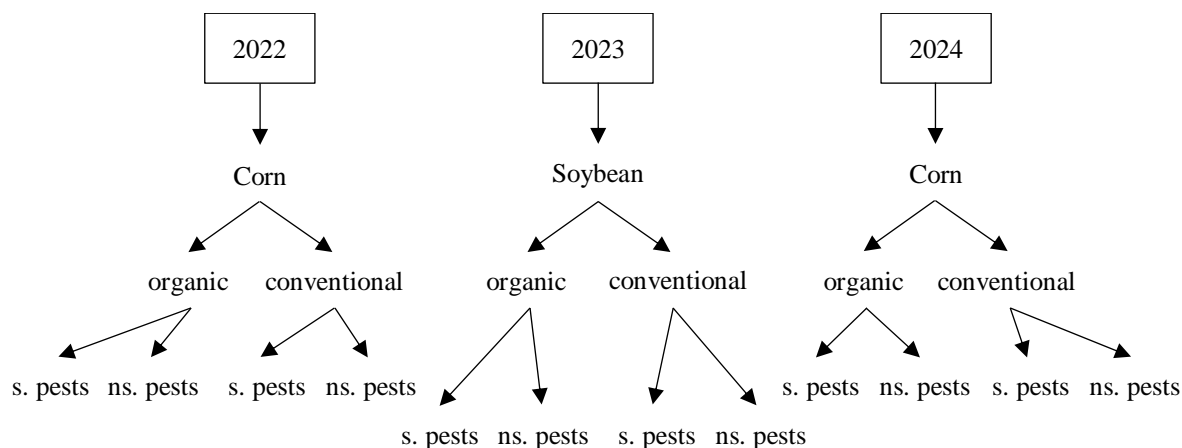 2022 2023 2024
Corn Soybean Corn
organic conventional organic conventional organic conventional
s. pests ns. pests s. pests ns. pests s. pests ns. pests s. pests ns. pests
s. pests ns. pests s. pests ns. pests